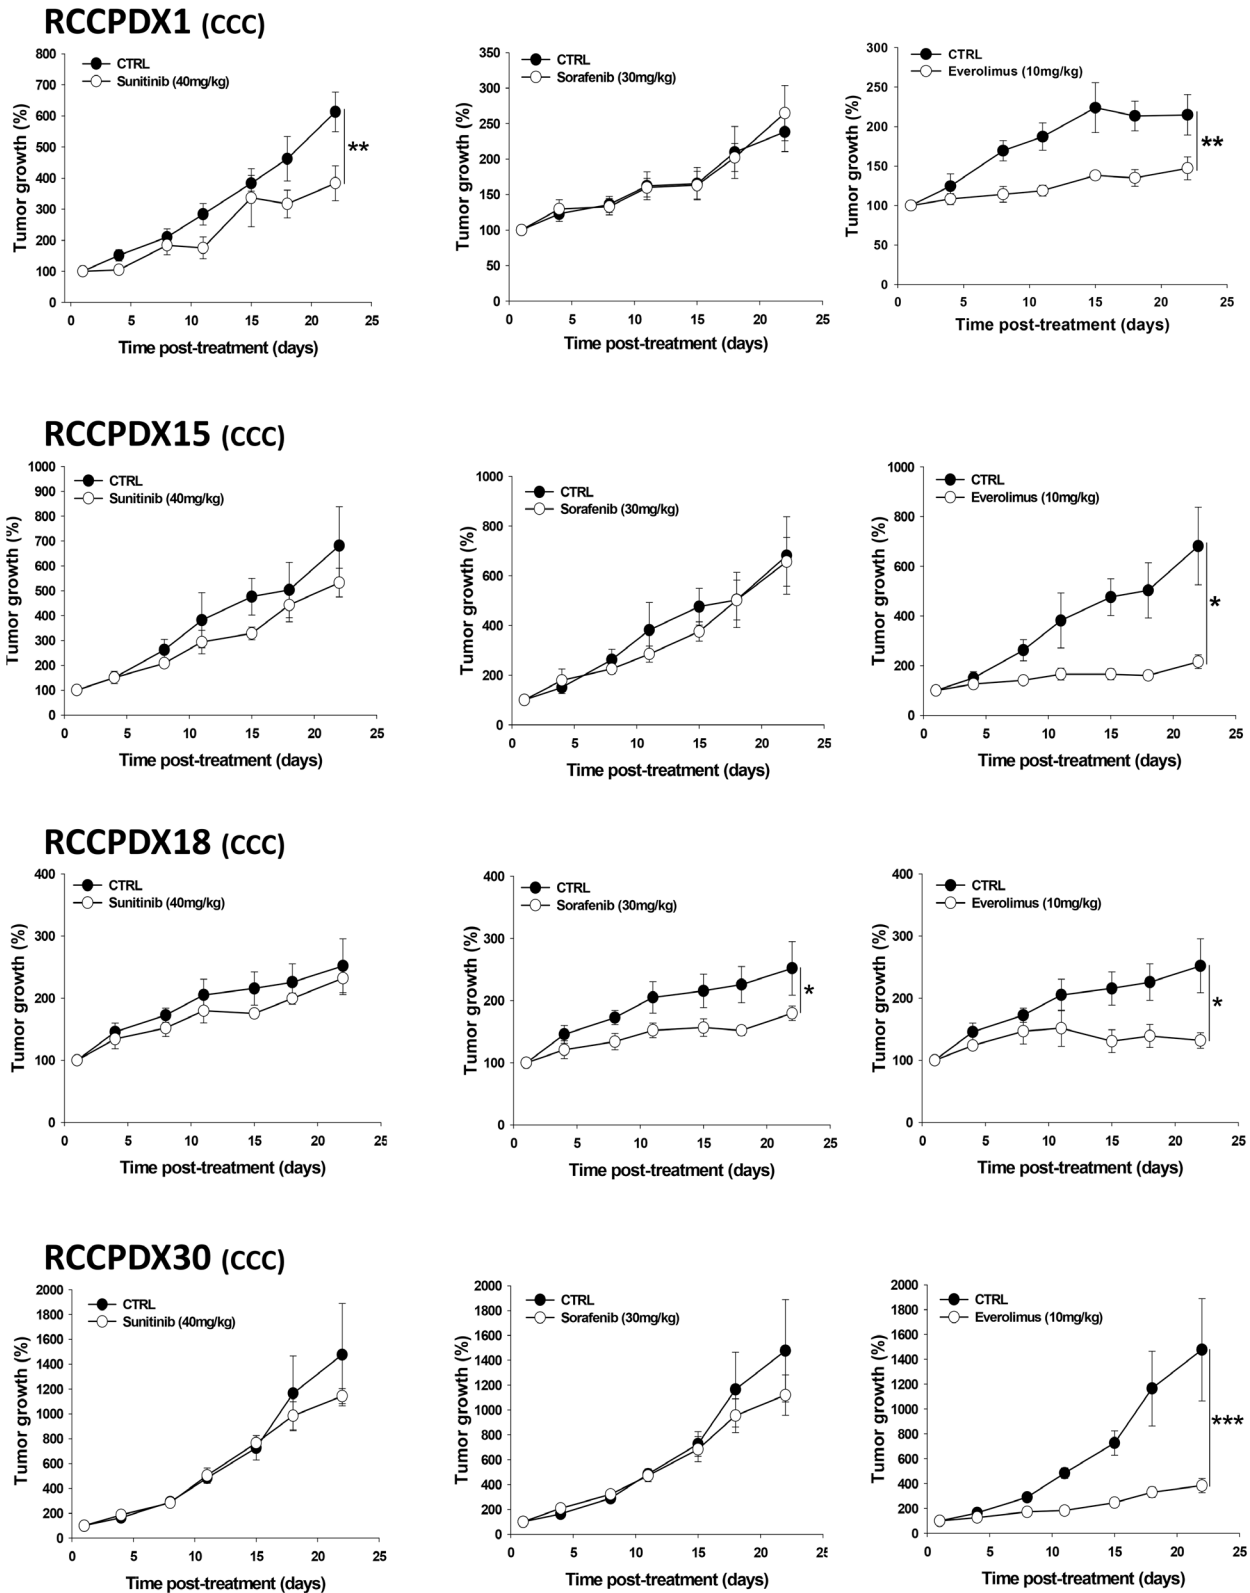 RCCPDX1 (CCC)
800
700
600
500
400
300
200
100
0
Tumor growth (%)
CTRL
Sunitinib (40mg/kg)
**
0 5 10 15 20 25
Time post-treatment (days)
350
300
250
200
150
100
50
0
Tumor growth (%)
CTRL
Sorafenib (30mg/kg)
0 5 10 15 20 25
Time post-treatment (days)
300
250
200
150
100
50
0
Tumor growth (%)
CTRL
Everolimus (10mg/kg)
**
0 5 10 15 20 25
Time post-treatment (days)
RCCPDX15 (CCC)
1000
900
800
700
600
500
400
300
200
100
0
Tumor growth (%)
CTRL
Sunitinib (40mg/kg)
0 5 10 15 20 25
Time post-treatment (days)
1000
800
600
400
200
0
Tumor growth (%)
CTRL
Sorafenib (30mg/kg)
0 5 10 15 20 25
Time post-treatment (days)
1000
800
600
400
200
0
Tumor growth (%)
CTRL
Everolimus (10mg/kg)
*
0 5 10 15 20 25
Time post-treatment (days)
RCCPDX18 (CCC)
400
300
200
100
0
Tumor growth (%)
CTRL
Sunitinib (40mg/kg)
0 5 10 15 20 25
Time post-treatment (days)
400
300
200
100
0
Tumor growth (%)
CTRL
Sorafenib (30mg/kg)
*
0 5 10 15 20 25
Time post-treatment (days)
400
300
200
100
0
Tumor growth (%)
CTRL
Everolimus (10mg/kg)
*
0 5 10 15 20 25
Time post-treatment (days)
RCCPDX30 (CCC)
2000
1800
1600
1400
1200
1000
800
600
400
200
0
Tumor growth (%)
CTRL
Sunitinib (40mg/kg)
0 5 10 15 20 25
Time post-treatment (days)
2000
1800
1600
1400
1200
1000
800
600
400
200
0
Tumor growth (%)
CTRL
Sorafenib (30mg/kg)
0 5 10 15 20 25
Time post-treatment (days)
2000
1800
1600
1400
1200
1000
800
600
400
200
0
Tumor growth (%)
CTRL
Everolimus (10mg/kg)
***
0 5 10 15 20 25
Time post-treatment (days)